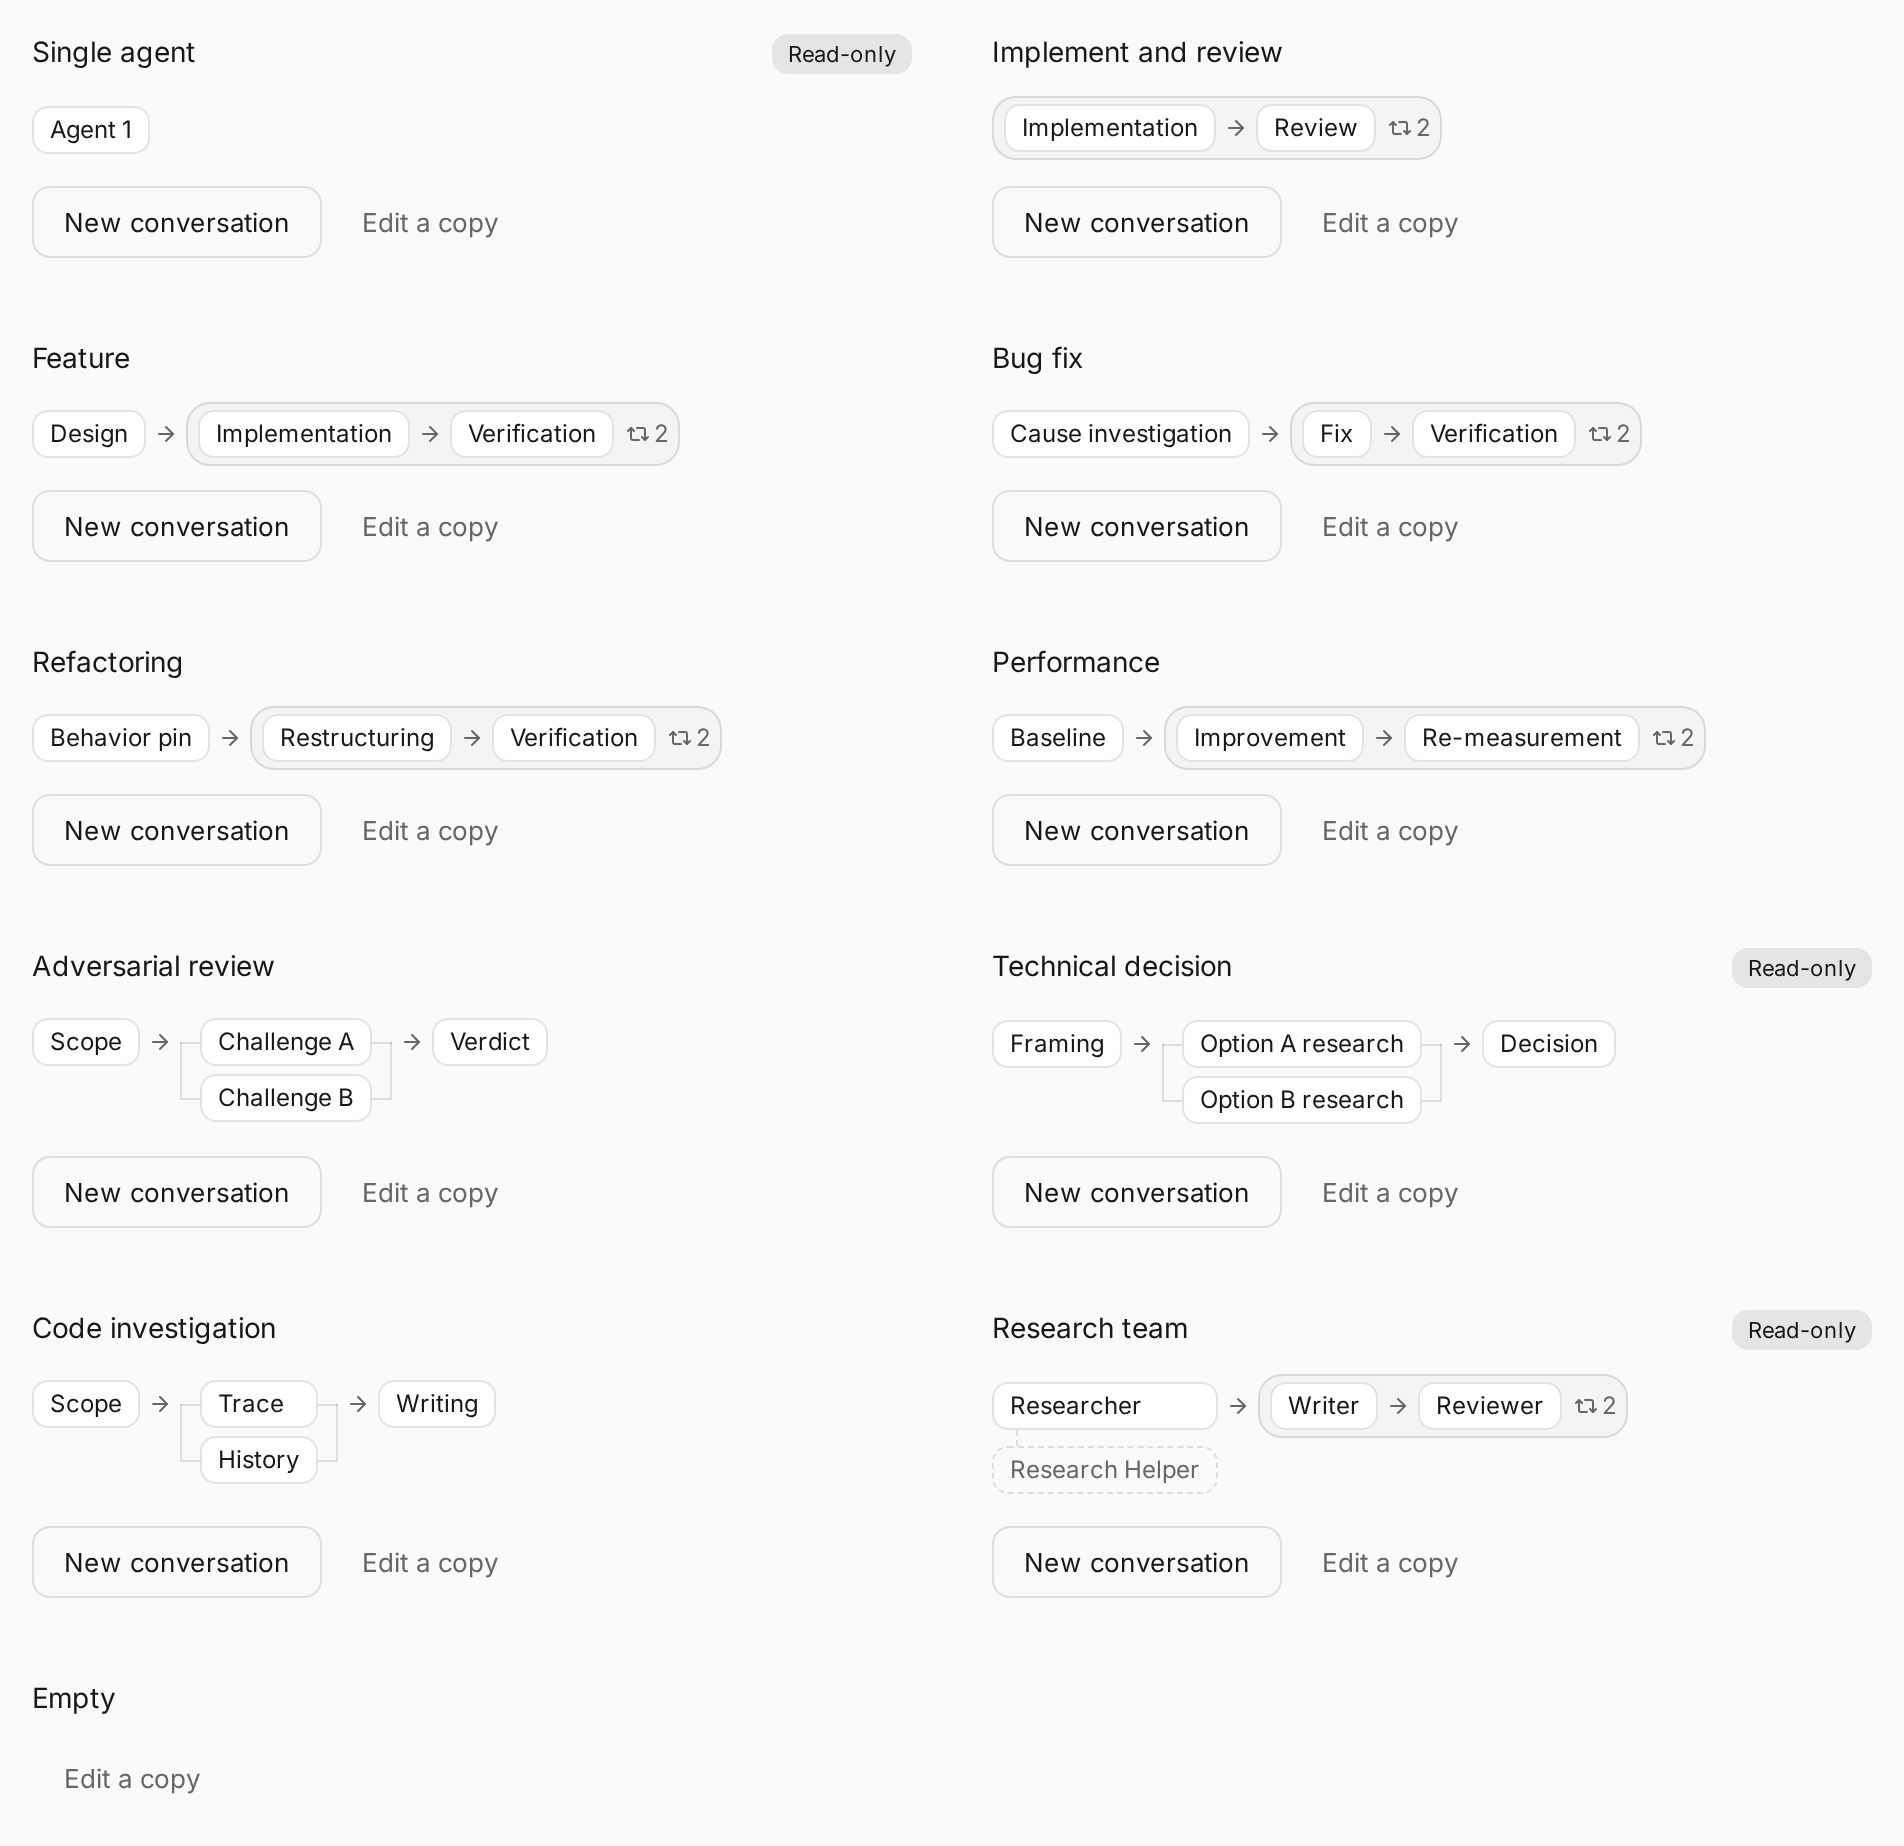 Single agent
Read-only
Agent 1
New conversation
Edit a copy
Implement and review
Implementation
Review
2
New conversation
Edit a copy
Feature
Design
Implementation
Verification
2
New conversation
Edit a copy
Bug fix
Cause investigation
Fix
Verification
2
New conversation
Edit a copy
Refactoring
Behavior pin
Restructuring
Verification
2
New conversation
Edit a copy
Performance
Baseline
Improvement
Re-measurement
2
New conversation
Edit a copy
Adversarial review
Scope
Challenge A
Challenge B
Verdict
New conversation
Edit a copy
Technical decision
Read-only
Framing
Option A research
Option B research
Decision
New conversation
Edit a copy
Code investigation
Scope
Trace
History
Writing
New conversation
Edit a copy
Research team
Read-only
Researcher
Research Helper
Writer
Reviewer
2
New conversation
Edit a copy
Empty
Edit a copy